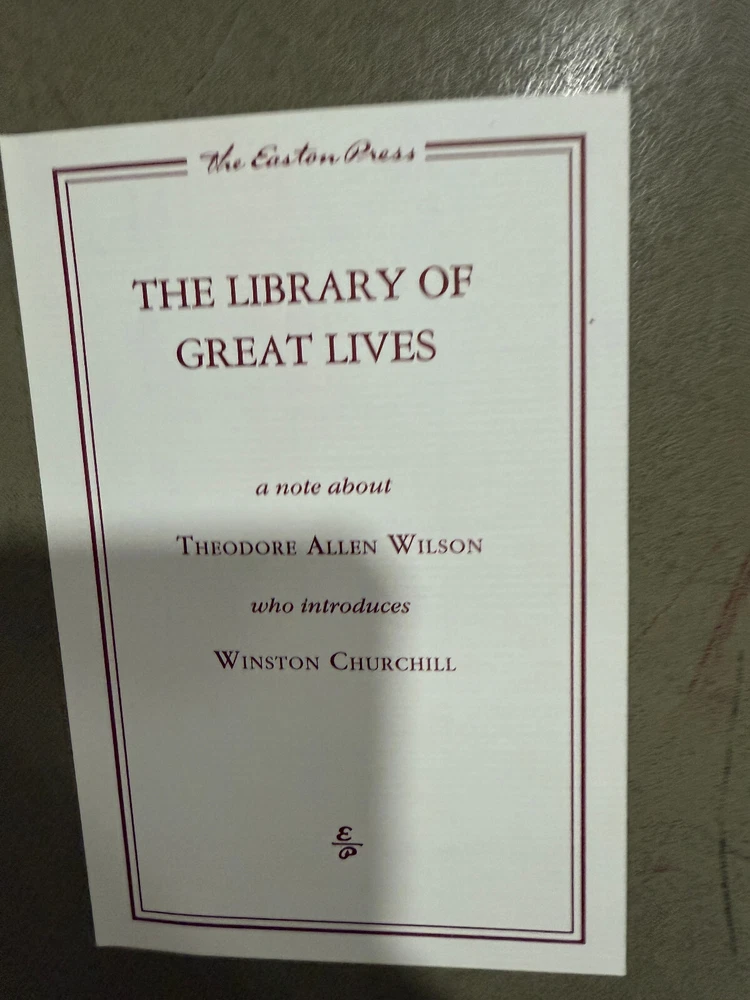 The Easton Press
THE LIBRARY OF
GREAT LIVES
a note about
THEODORE ALLEN WILSON
who introduces
WINSTON CHURCHILL
E
P